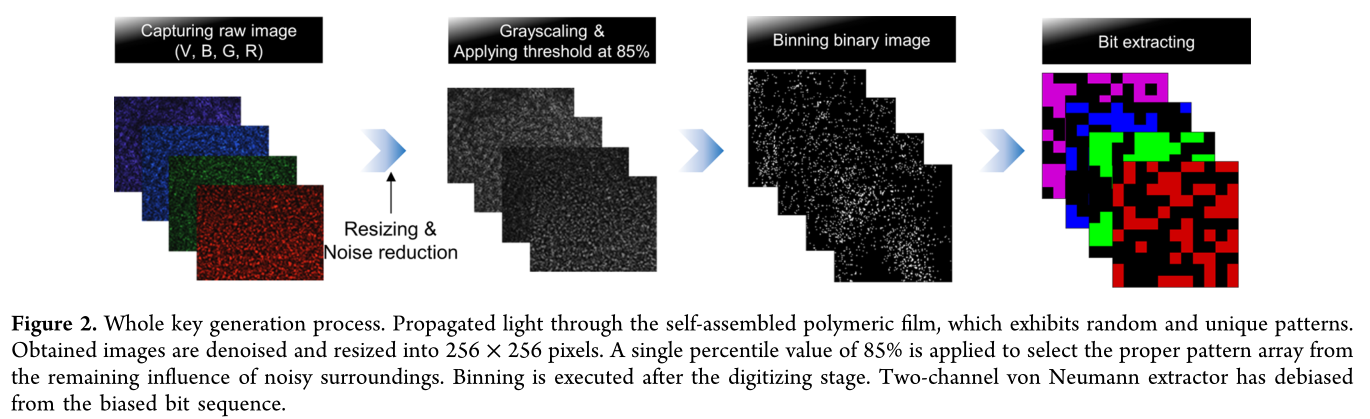 Capturing raw image
(V, B, G, R)
Grayscaling &
Applying threshold at 85%
Binning binary image
Bit extracting
Resizing &
Noise reduction
Figure 2. Whole key generation process. Propagated light through the self-assembled polymeric film, which exhibits random and unique patterns.
Obtained images are denoised and resized into 256 × 256 pixels. A single percentile value of 85% is applied to select the proper pattern array from
the remaining influence of noisy surroundings. Binning is executed after the digitizing stage. Two-channel von Neumann extractor has debiased
from the biased bit sequence.